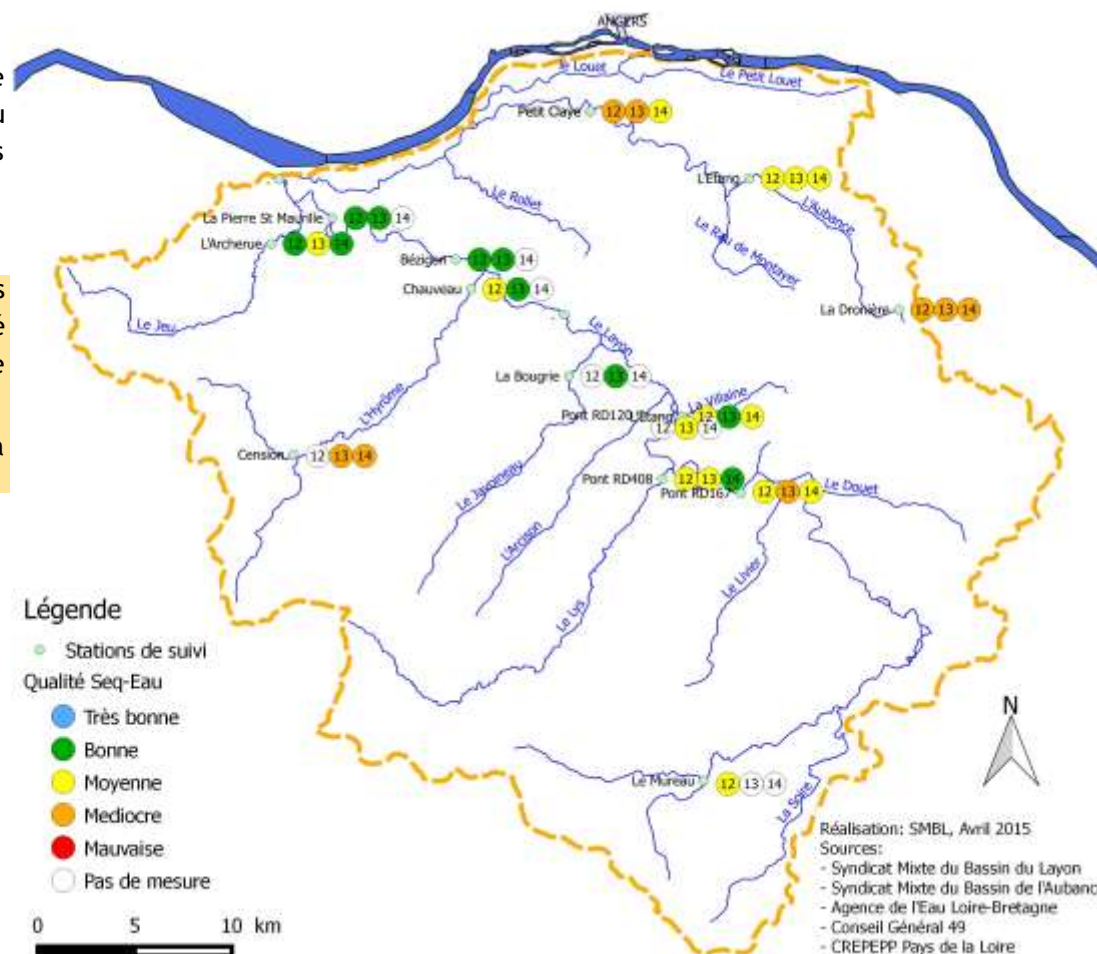 e
u
s
s
é
e
a
ANGERS
le Louet
Le Petit Louet
Petit Claye 12 13 14
L'Etang 12 13 14
L'Aubance
Le Rollet
Le Rau de Montayer
La Pierre St Maurille 12 13 14
L'Archerue 12 13 14
Bézigon 12 13 14
Chauveau 12 13 14
La Dronière 12 13 14
Le Jeu
Le Layon
La Bougrie 12 13 14
L'Hyrôme
La Villaine
Pont RD120 12 13 14
L'Etang 12 13 14
Cension 12 13 14
Le Javoineau
Pont RD408 12 13 14
Pont RD167 12 13 14
Le Douet
L'Arcison
Le Lys
Le Livier
Légende
Stations de suivi
Qualité Seq-Eau
Très bonne
Bonne
Moyenne
Mediocre
Mauvaise
Pas de mesure
0 5 10 km
Le Mureau 12 13 14
N
Réalisation: SMBL, Avril 2015
Sources:
- Syndicat Mixte du Bassin du Layon
- Syndicat Mixte du Bassin de l'Aubanc
- Agence de l'Eau Loire-Bretagne
- Conseil Général 49
- CREPEPP Pays de la Loire